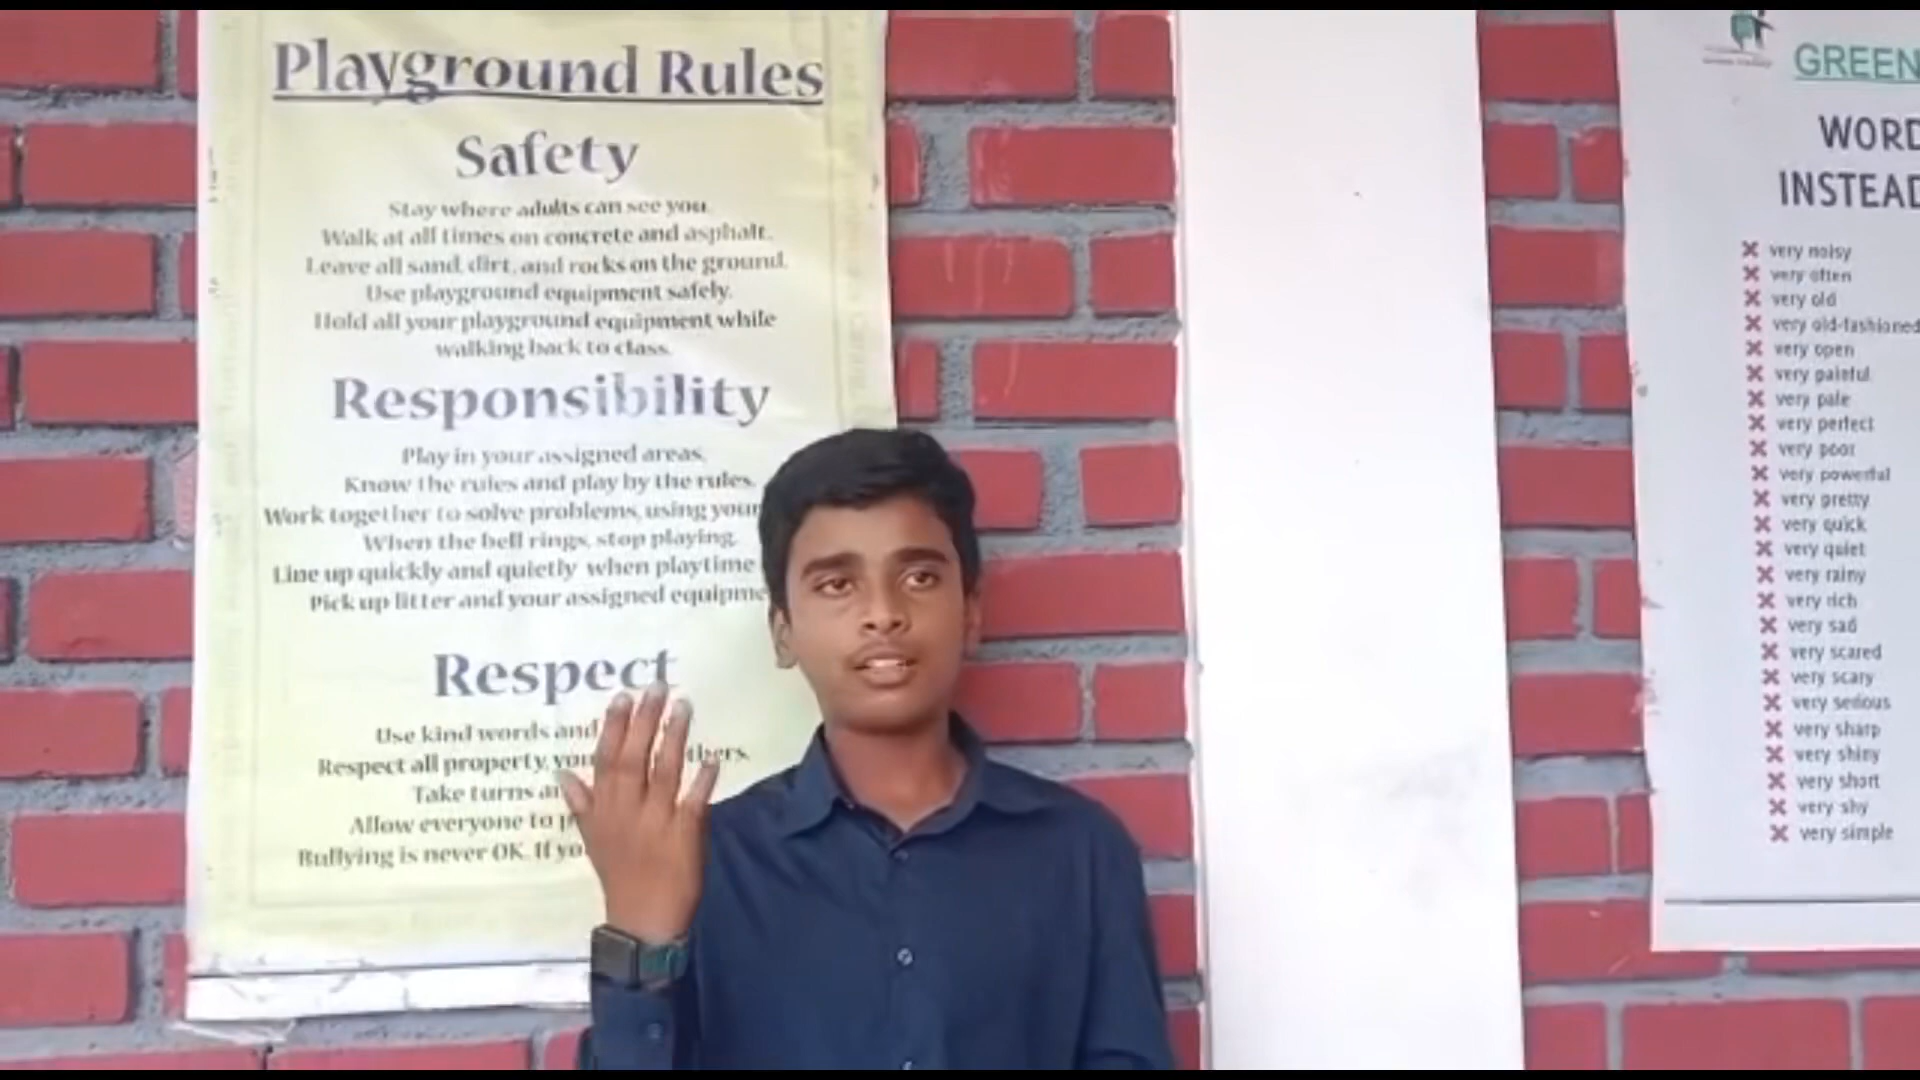 Playground Rules
Safety
Stay where adults can see you.
Walk at all times on concrete and asphalt.
Leave all sand, dirt, and rocks on the ground.
Use playground equipment safely.
Hold all your playground equipment while
walking back to class.
Responsibility
Play in your assigned areas.
Know the rules and play by the rules.
Work together to solve problems, using your
When the bell rings, stop playing.
Line up quickly and quietly when playtime
Pick up litter and your assigned
Respect
Use kind words and
Respect all property,
Take turns
Allow everyone to
Bullying is never OK. If
GREEN
WORD
INSTEAD
very noisy
very often
very old
very old-fashioned
very open
very painful
very pale
very perfect
very poor
very powerful
very pretty
very quick
very quiet
very rainy
very rich
very sad
very scared
very scary
very serious
very sharp
very shiny
very short
very shy
very simple